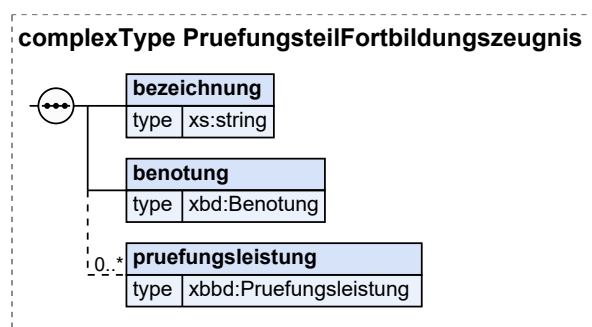 complexType PruefungsteilFortbildungszeugnis
bezeichnung
type xs:string
benotung
type xbd:Benotung
0..* pruefungsleistung
type xbbd:Pruefungsleistung